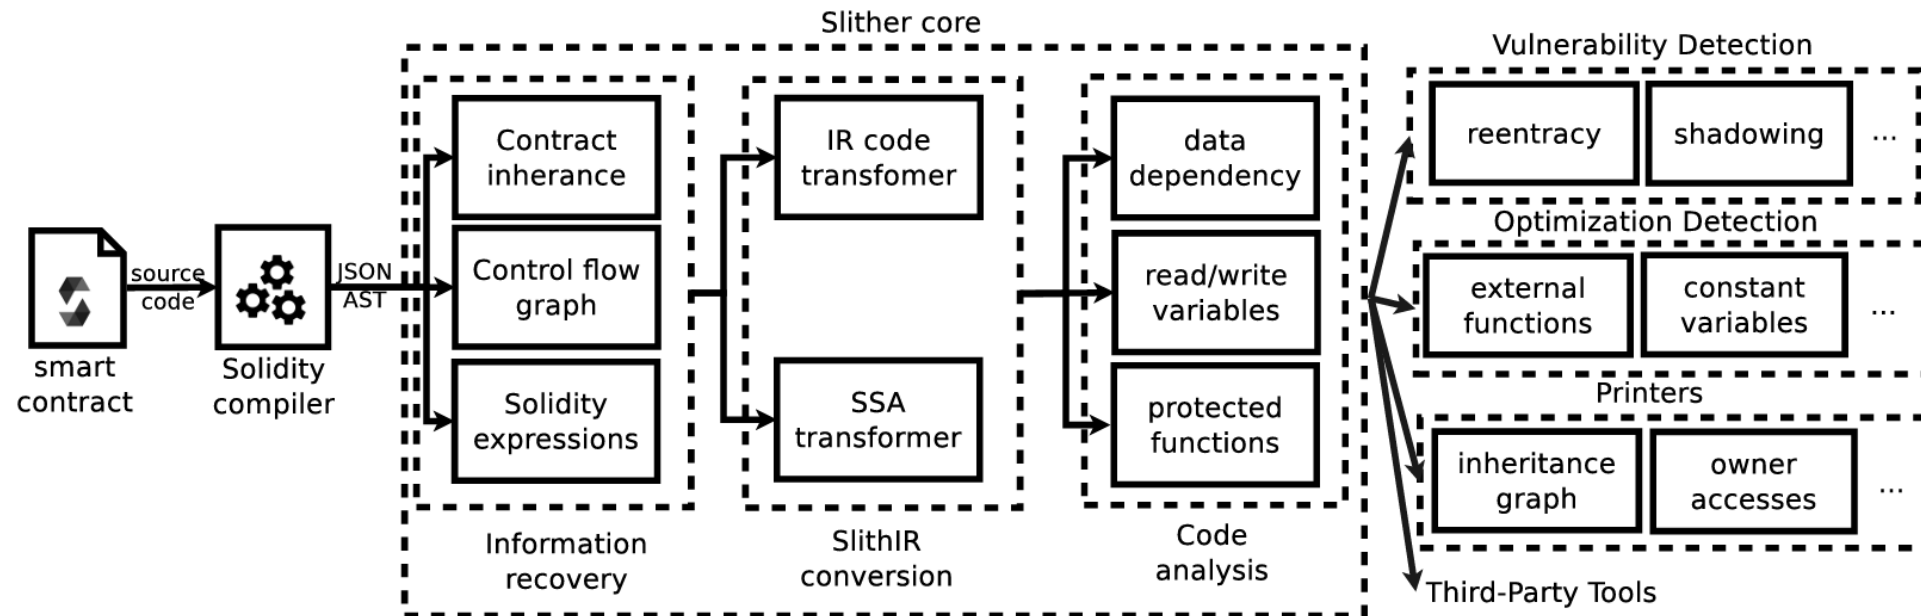 Slither core
smart
contract
source
code
Solidity
compiler
JSON
AST
Contract
inherance
Control flow
graph
Solidity
expressions
Information
recovery
IR code
transfomer
SSA
transformer
SlithIR
conversion
data
dependency
read/write
variables
protected
functions
Code
analysis
Vulnerability Detection
reentracy
shadowing
...
Optimization Detection
external
functions
constant
variables
...
Printers
inheritance
graph
owner
accesses
...
Third-Party Tools